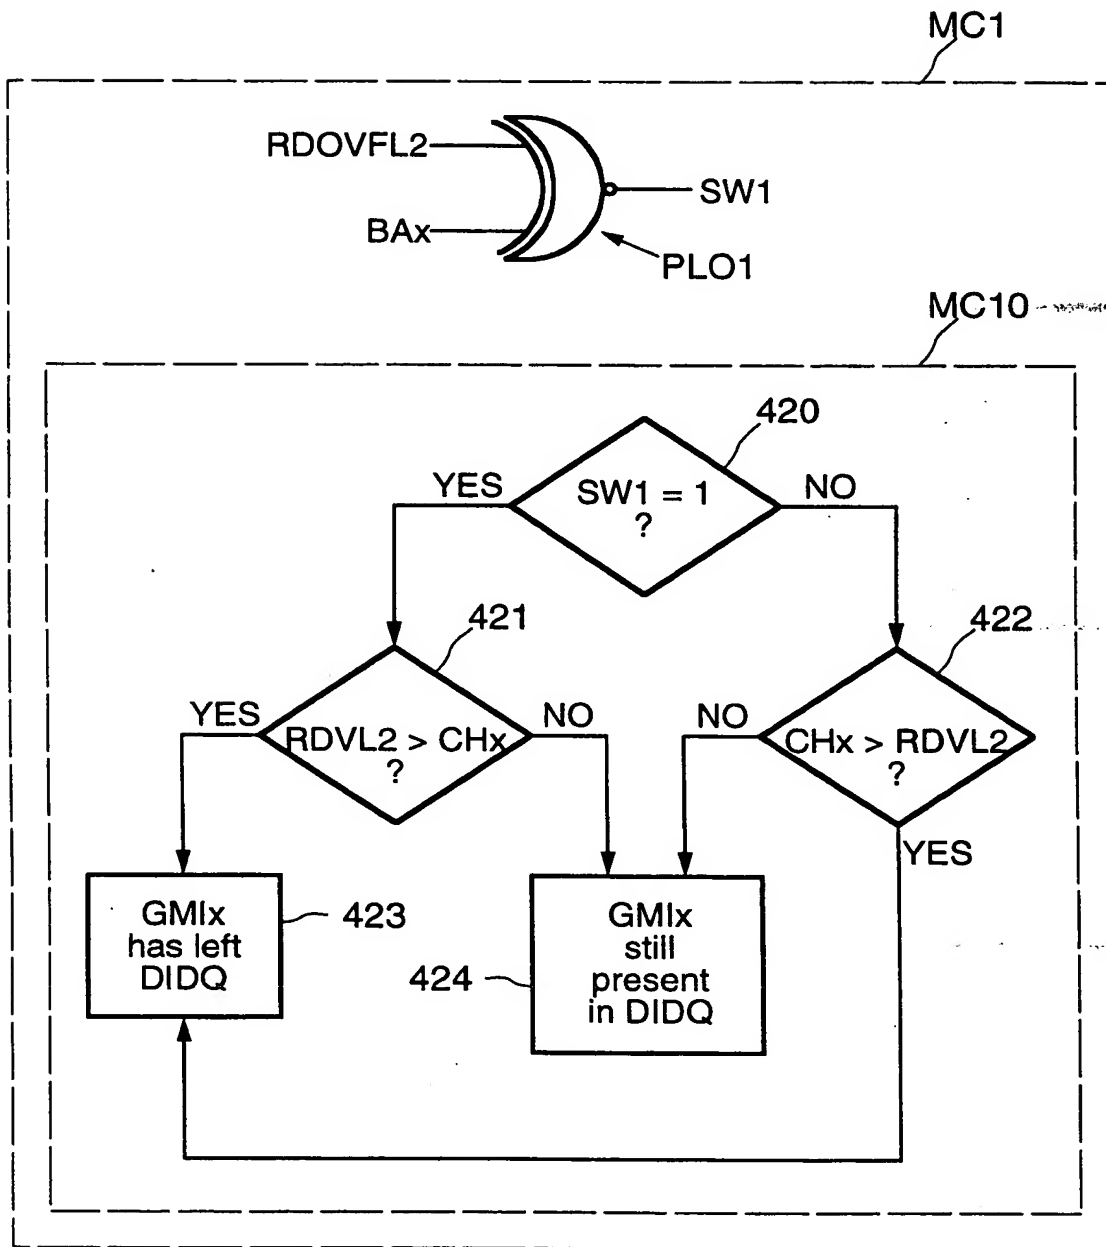 MC1
RDOVFL2
SW1
BAx
PLO1
MC10
420
YES
SW1 = 1
?
NO
421
422
YES
RDVL2 > CHx
?
NO
NO
CHx > RDVL2
?
YES
GMIx
has left
DIDQ
423
424
GMIx
still
present
in DIDQ